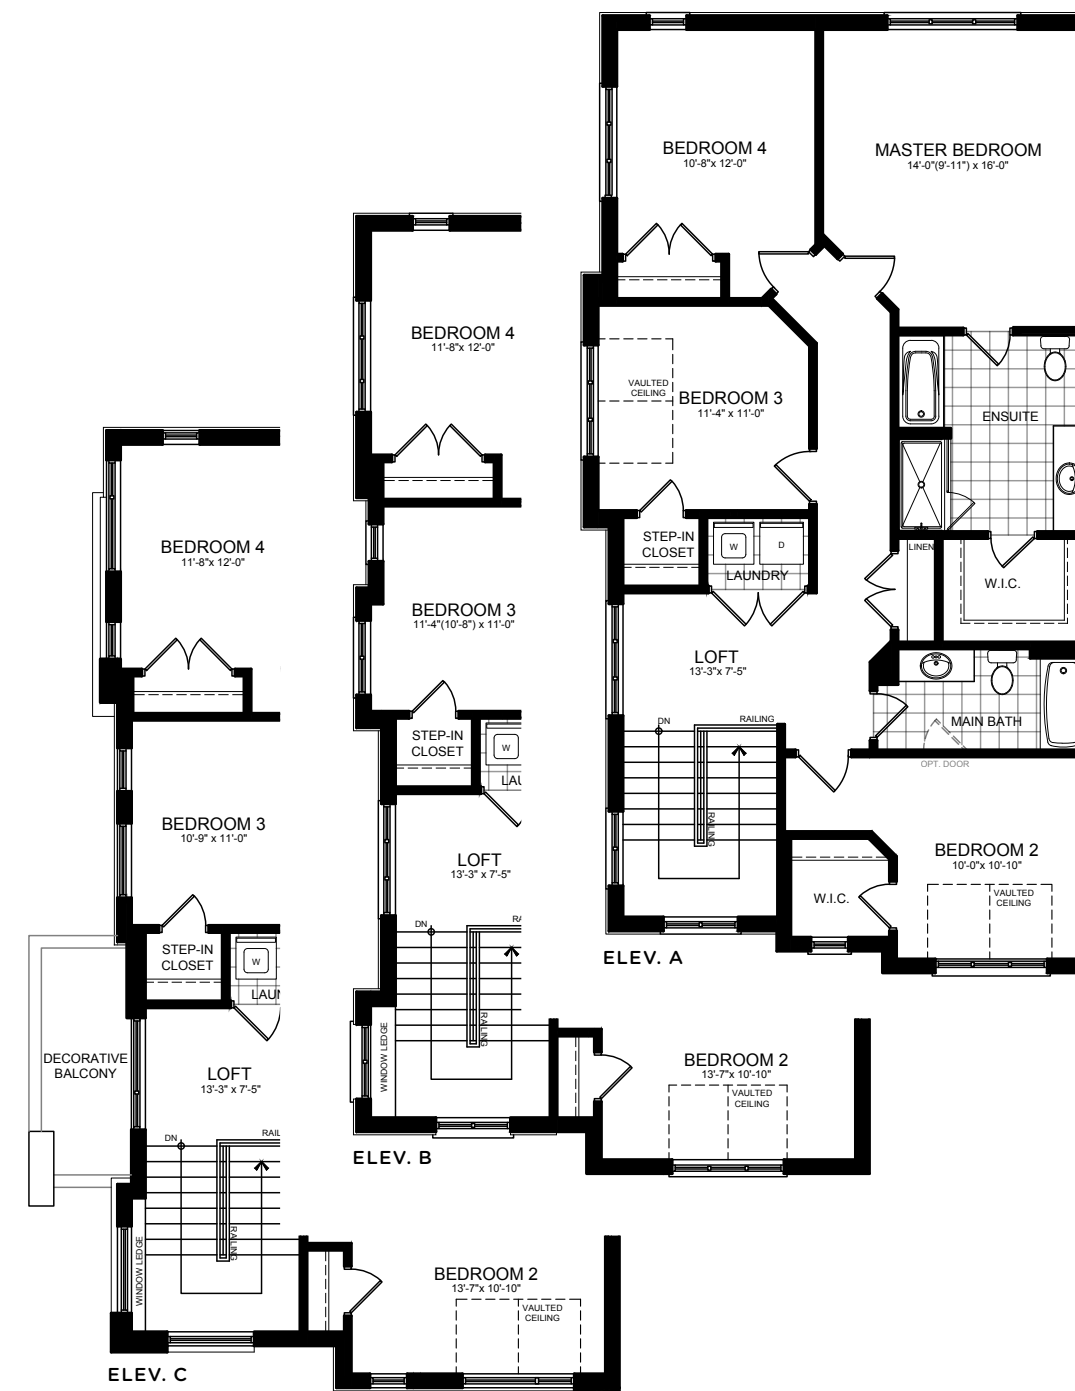 BEDROOM 4
10'-8"x 12'-0"
MASTER BEDROOM
14'-0"(9'-11") x 16'-0"
VAULTED
CEILING
BEDROOM 3
11'-4" x 11'-0"
ENSUITE
STEP-IN
CLOSET
W
D
LAUNDRY
LINEN
W.I.C.
LOFT
13'-3"x 7'-5"
DN
RAILING
RAILING
MAIN BATH
OPT. DOOR
BEDROOM 2
10'-0"x 10'-10"
VAULTED
CEILING
W.I.C.
ELEV. A
BEDROOM 4
11'-8"x 12'-0"
BEDROOM 3
11'-4"(10'-8") x 11'-0"
STEP-IN
CLOSET
W
LAU
LOFT
13'-3" x 7'-5"
DN
RA
RAILING
WINDOW LEDGE
BEDROOM 2
13'-7"x 10'-10"
VAULTED
CEILING
ELEV. B
BEDROOM 4
11'-8"x 12'-0"
BEDROOM 3
10'-9" x 11'-0"
STEP-IN
CLOSET
W
LAUN
DECORATIVE
BALCONY
LOFT
13'-3" x 7'-5"
DN
RAIL
RAILING
WINDOW LEDGE
BEDROOM 2
13'-7"x 10'-10"
VAULTED
CEILING
ELEV. C